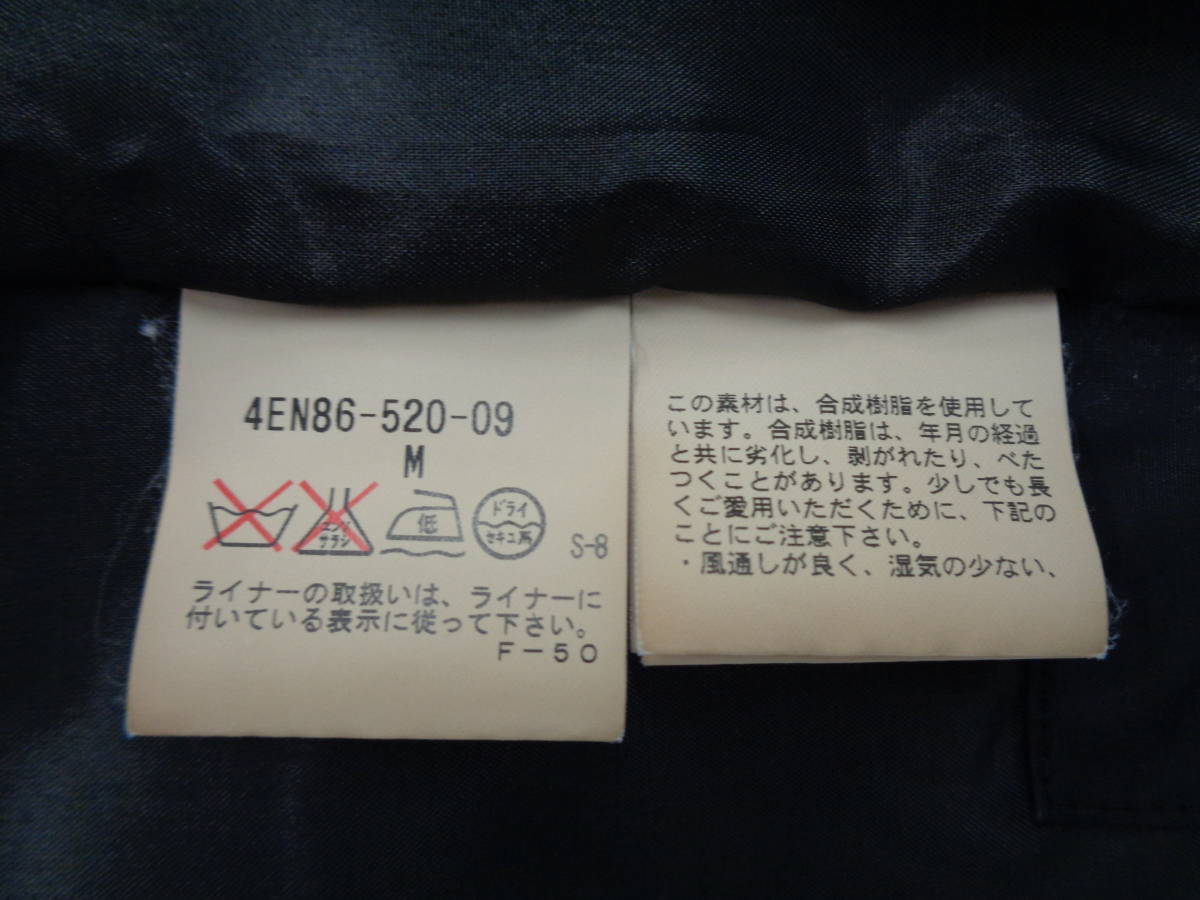 4EN86-520-09
M
エンソ
サラシ
低
ドライ
セキユ系
S-8
ライナーの取扱いは、ライナーに
付いている表示に従って下さい。
F-50
この素材は、合成樹脂を使用して
います。合成樹脂は、年月の経過
と共に劣化し、剥がれたり、べた
つくことがあります。少しでも長
くご愛用いただくために、下記の
ことにご注意下さい。
・風通しが良く、湿気の少ない、